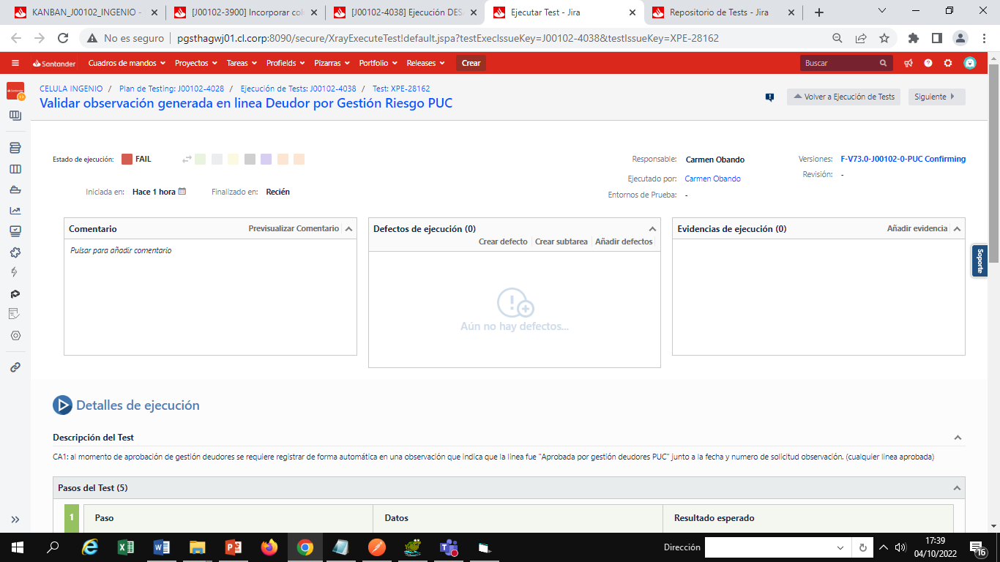 KANBAN_J00102_INGENIO -
[J00102-3900] Incorporar col
[J00102-4038] Ejecución DES
Ejecutar Test - Jira
Repositorio de Tests - Jira
No es seguro
pgsthagwj01.cl.corp:8090/secure/XrayExecuteTest!default.jspa?testExecIssueKey=J00102-4038&testIssueKey=XPE-28162
Santander
Cuadros de mandos Proyectos Tareas Profields Pizarras Portfolio Releases Crear
Buscar
CELULA INGENIO / Plan de Testing: J00102-4028 / Ejecución de Tests: J00102-4038 / Test: XPE-28162
Validar observación generada en linea Deudor por Gestión Riesgo PUC
Volver a Ejecución de Tests
Siguiente
Estado de ejecución: FAIL
Responsable: Carmen Obando
Versiones: F-V73.0-J00102-0-PUC Confirming
Ejecutado por: Carmen Obando
Revisión: -
Iniciada en: Hace 1 hora
Finalizado en: Recién
Entornos de Prueba: -
Comentario
Previsualizar Comentario
Pulsar para añadir comentario
Defectos de ejecución (0)
Crear defecto Crear subtarea Añadir defectos
Aún no hay defectos...
Evidencias de ejecución (0)
Añadir evidencia
Soporte
Detalles de ejecución
Descripción del Test
CA1: al momento de aprobación de gestión deudores se requiere registrar de forma automática en una observación que indica que la linea fue "Aprobada por gestión deudores PUC" junto a la fecha y numero de solicitud observación. (cualquier linea aprobada)
Pasos del Test (5)
1
Paso
Datos
Resultado esperado
Dirección
17:39
04/10/2022
16